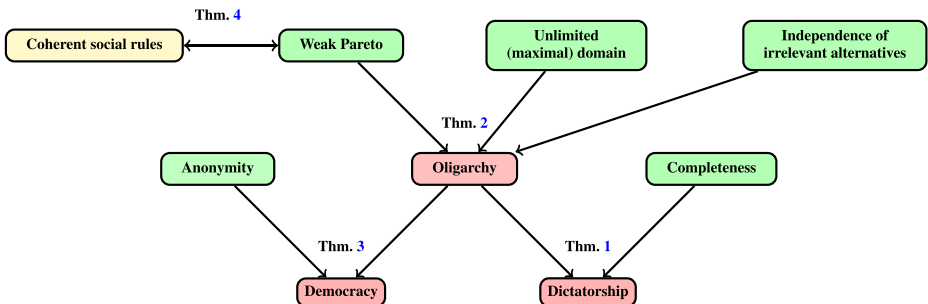 Thm. 4
Coherent social rules
Weak Pareto
Unlimited
(maximal) domain
Independence of
irrelevant alternatives
Thm. 2
Anonymity
Oligarchy
Completeness
Thm. 3
Thm. 1
Democracy
Dictatorship